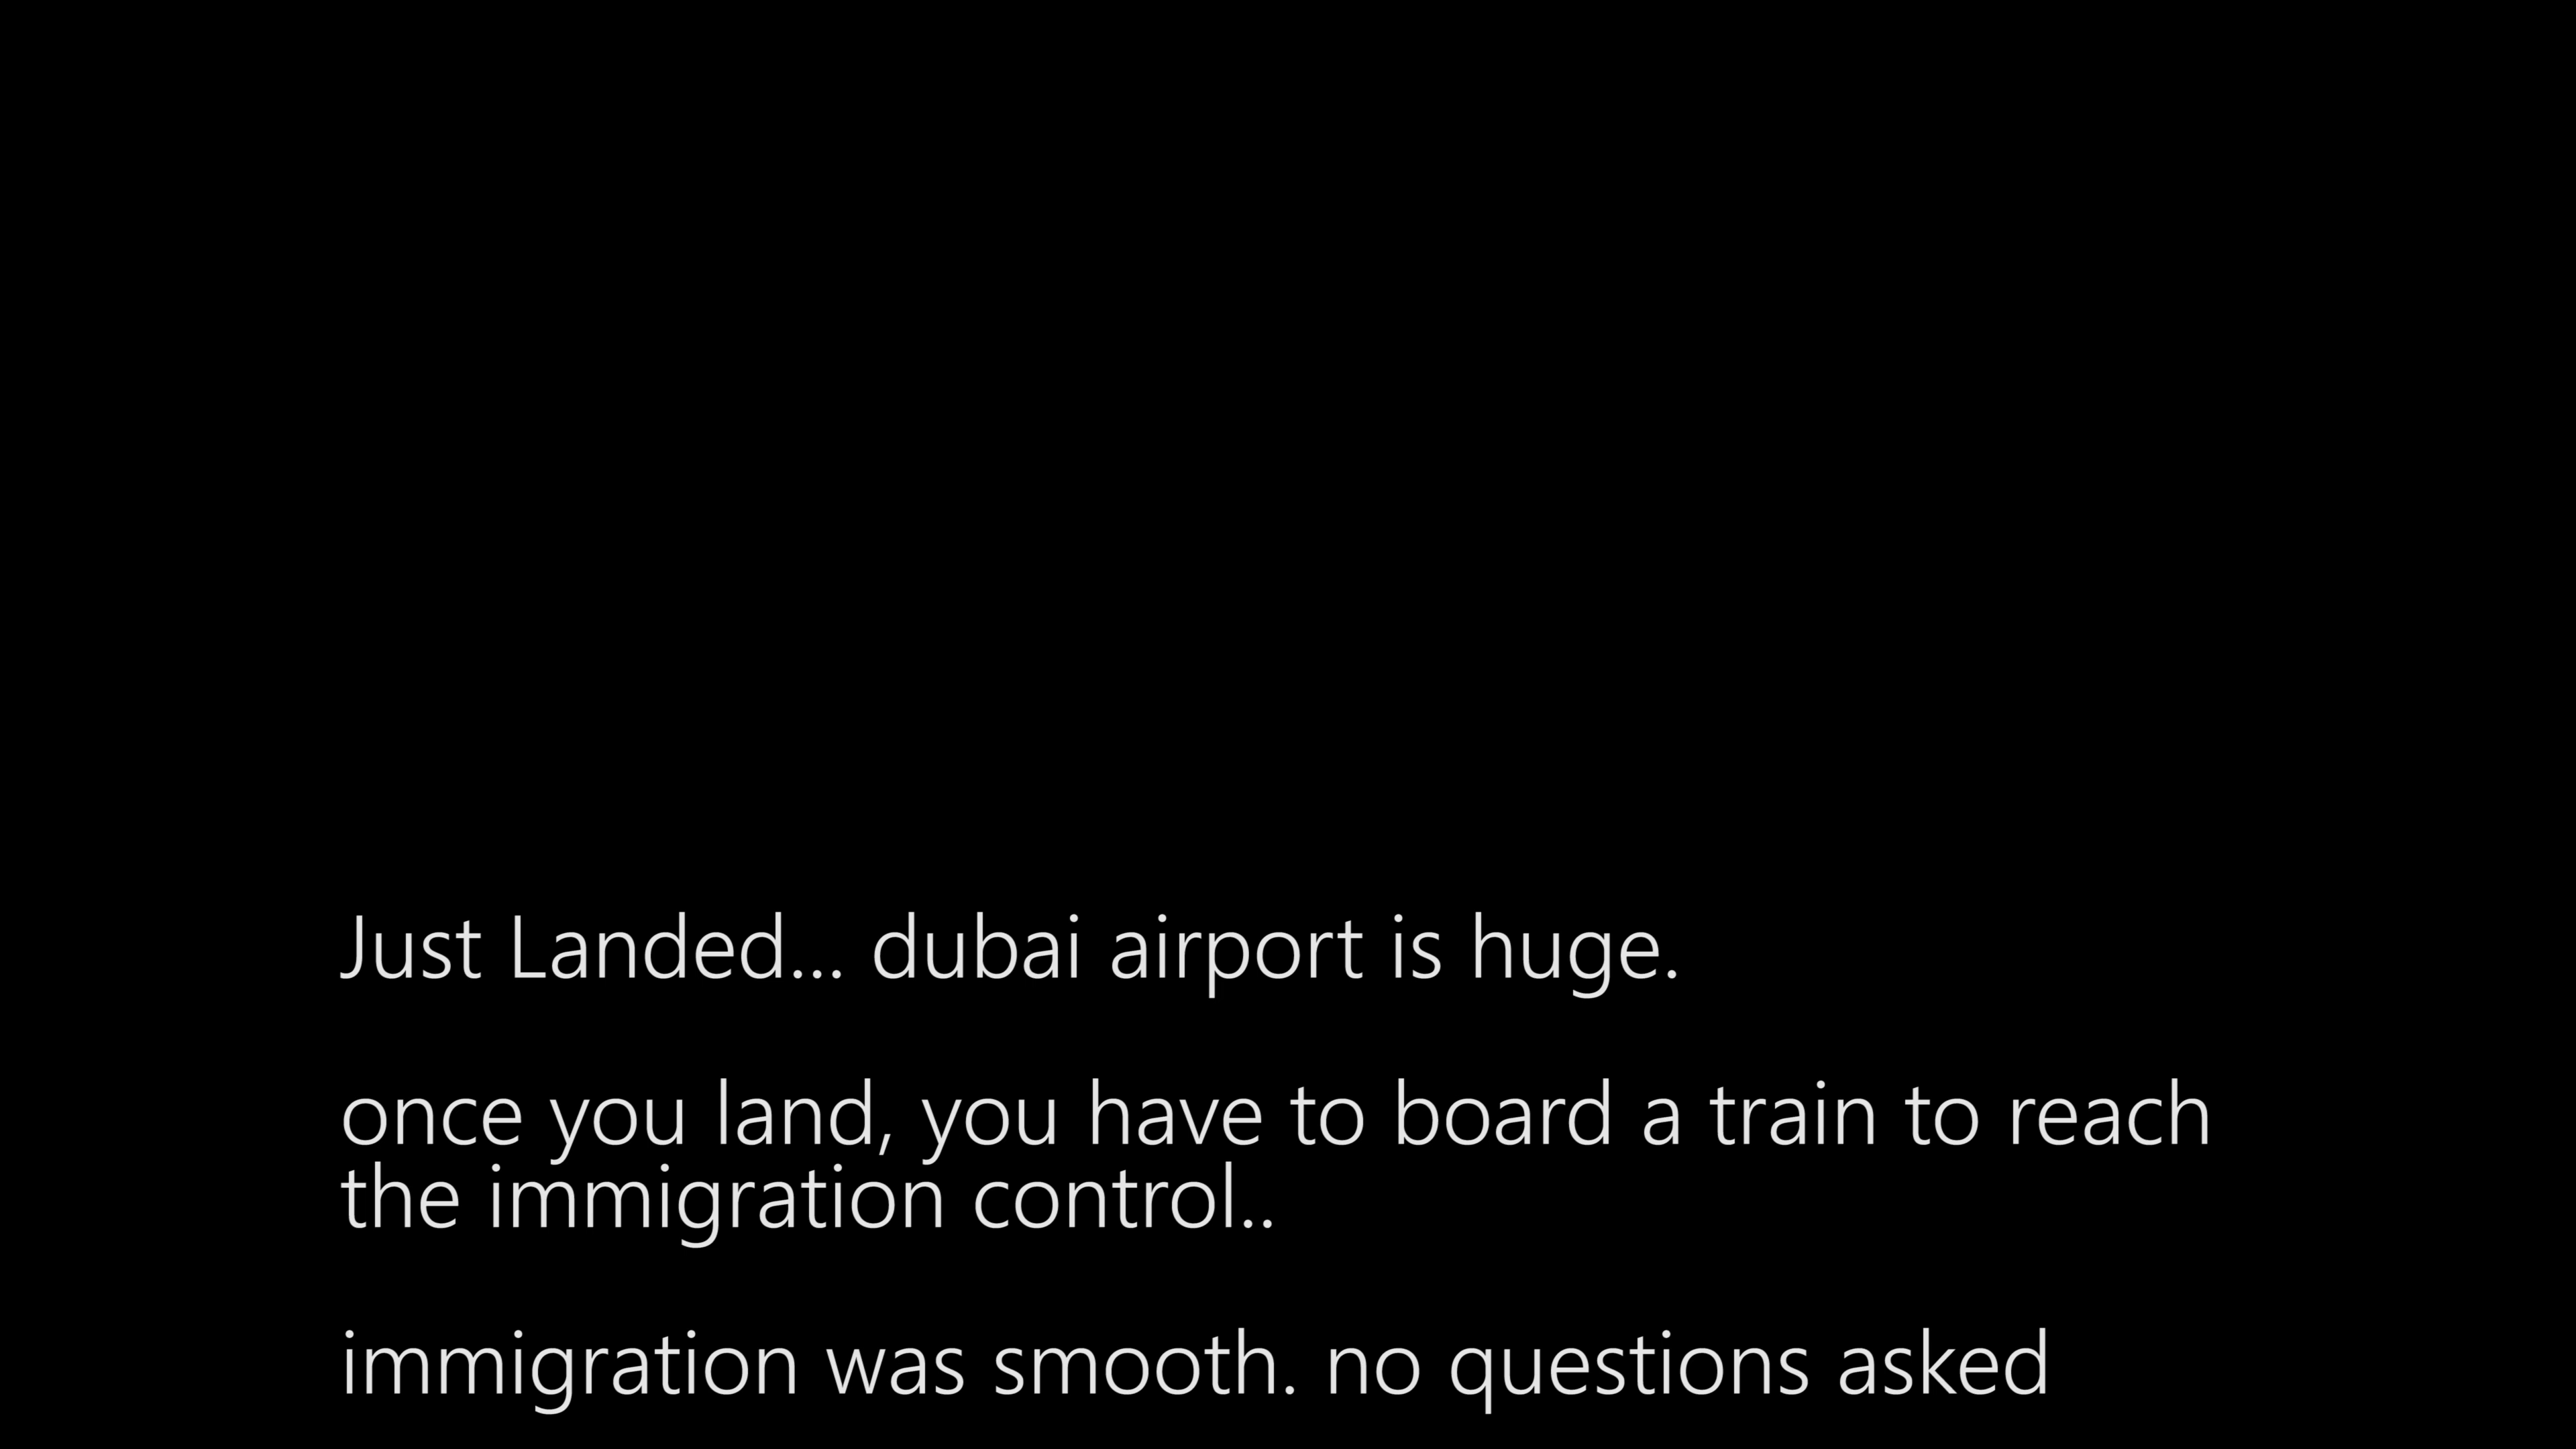 Just Landed... dubai airport is huge.
once you land, you have to board a train to reach
the immigration control..
immigration was smooth. no questions asked